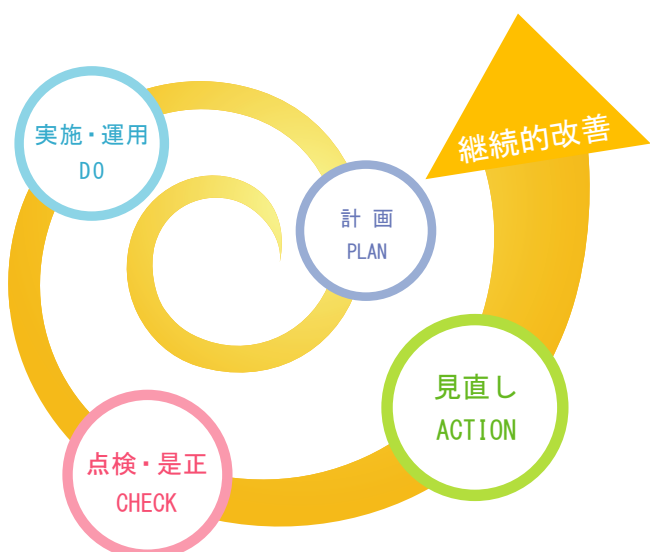 計 画
PLAN
実施・運用
DO
点検・是正
CHECK
見直し
ACTION
継続的改善